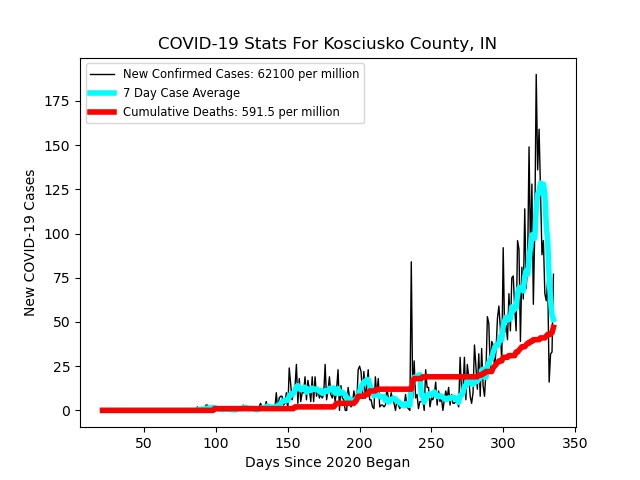 COVID-19 Stats For Kosciusko County, IN
New Confirmed Cases: 62100 per million
7 Day Case Average
Cumulative Deaths: 591.5 per million
New COVID-19 Cases
175
150
125
100
75
50
25
0
50
100
150
200
250
300
350
Days Since 2020 Began